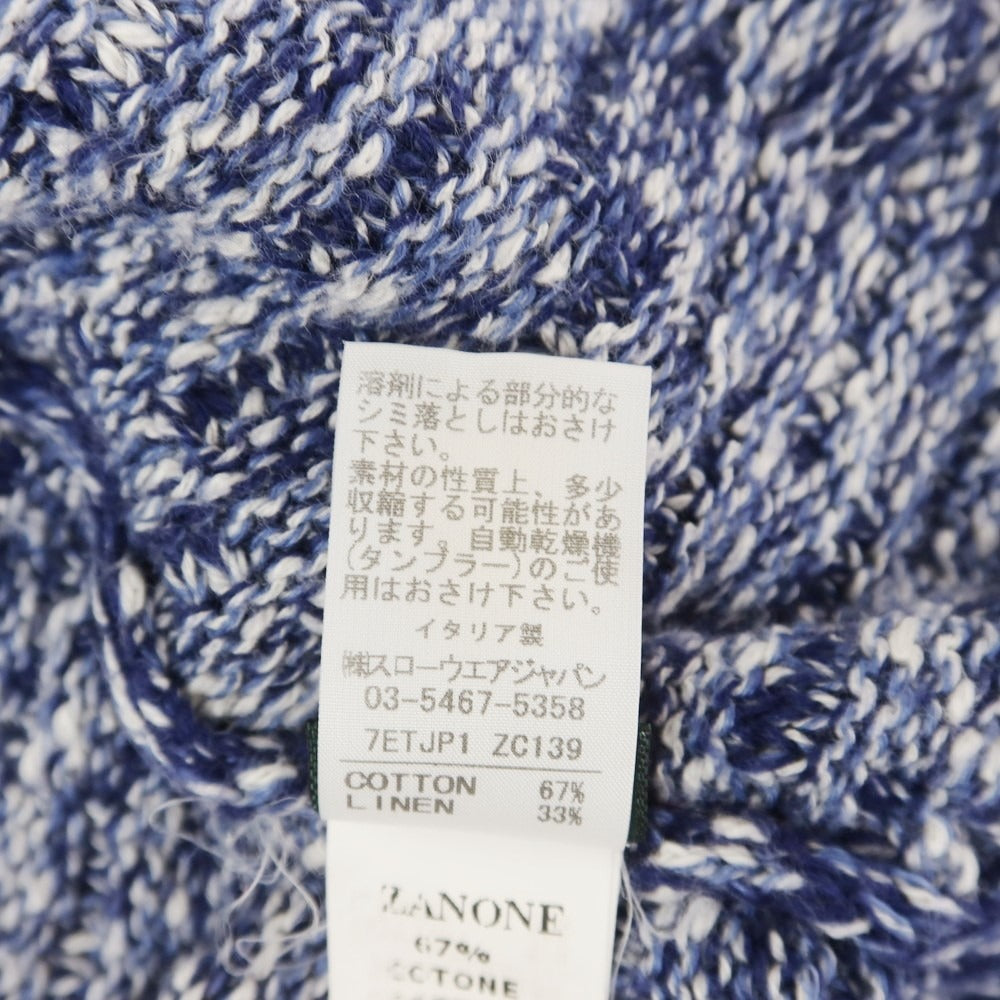 溶剤による部分的な
シミ落としはおさけ
下さい。
素材の性質上、多少
収縮する可能性があ
ります。自動乾燥機
(タンブラー)のご使
用はおさけ下さい。
イタリア製
㈱スローウエアジャパン
03-5467-5358
7ETJP1 ZC139
COTTON 67%
LINEN 33%
ZANONE
67%